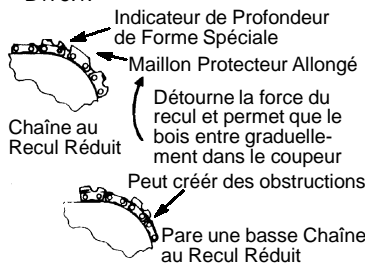 Indicateur de Profondeur
de Forme Spéciale
Maillon Protecteur Allongé
Détourne la force du
recul et permet que le
bois entre graduelle-
ment dans le coupeur
Chaîne au
Recul Réduit
Peut créér des obstructions
Pare une basse Chaîne
au Recul Réduit